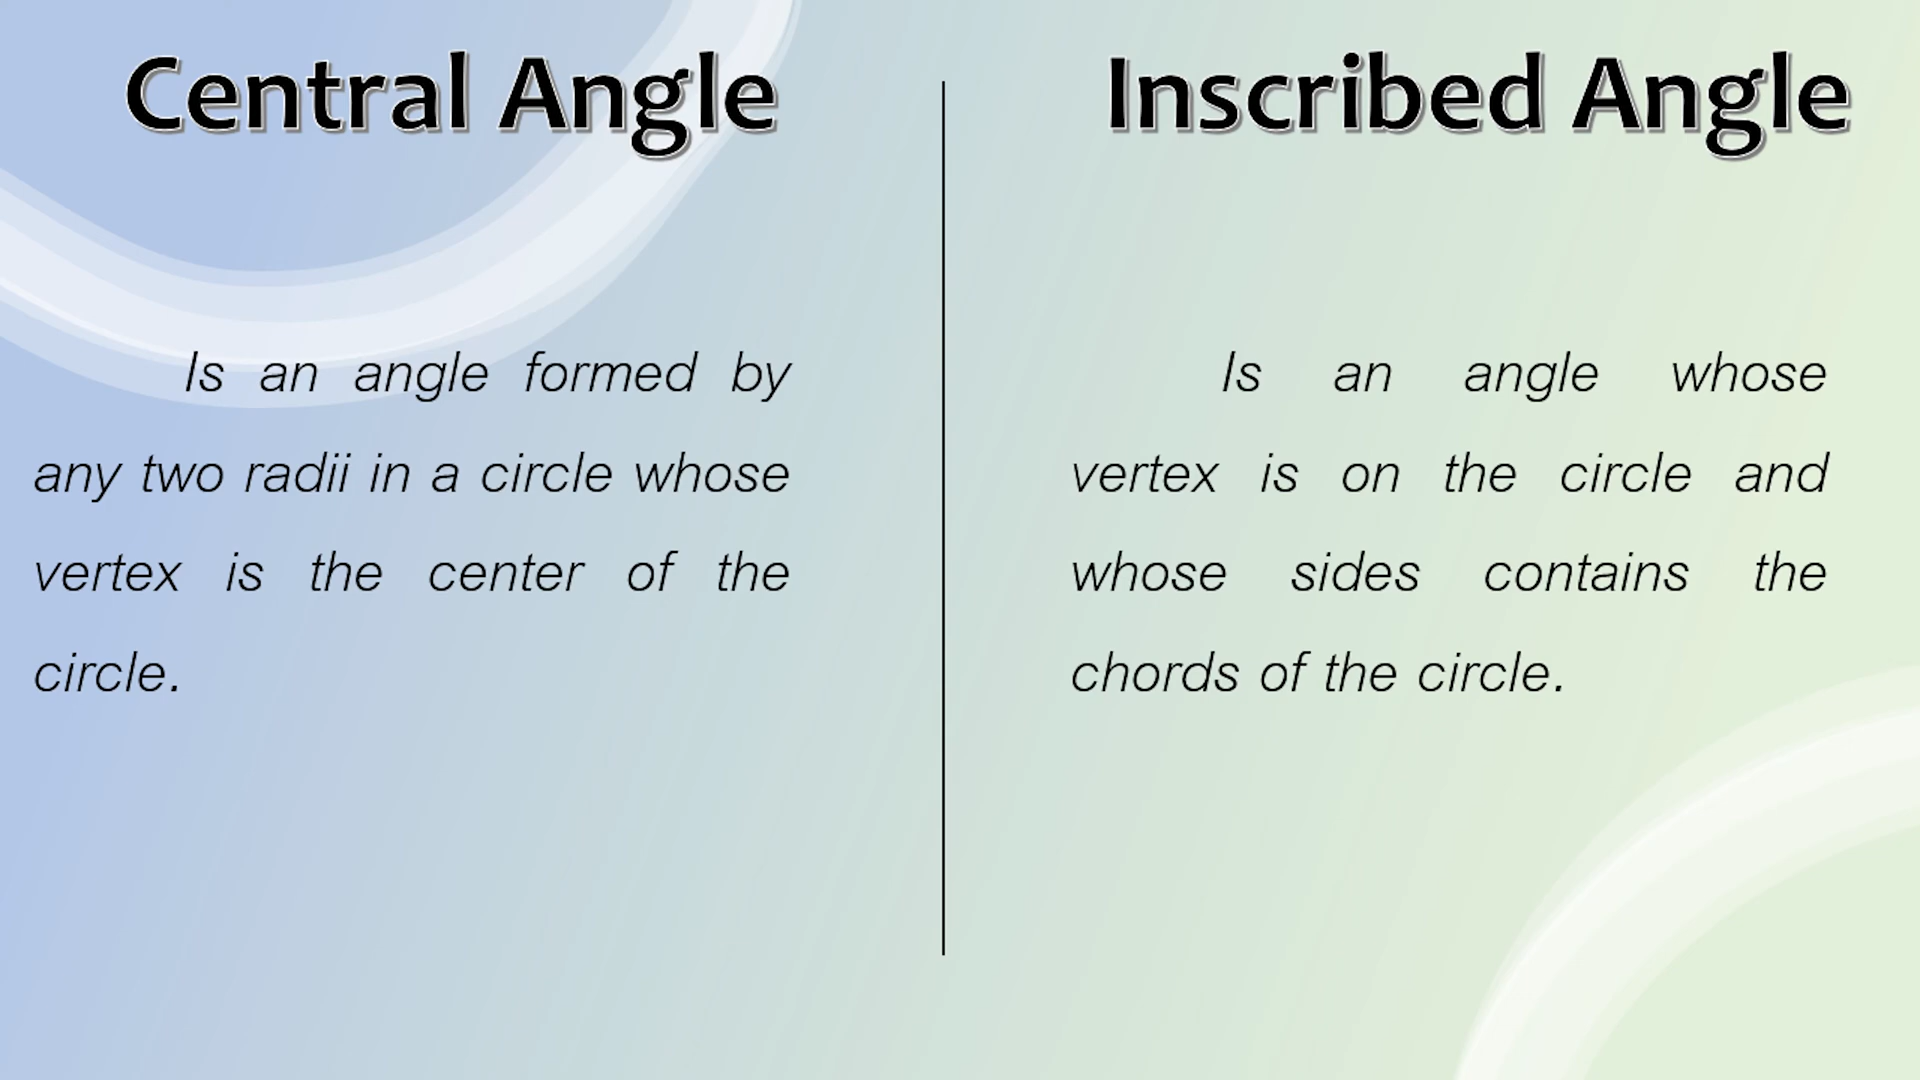 Central Angle
Is an angle formed by
any two radii in a circle whose
vertex is the center of the
circle.
Inscribed Angle
Is an angle whose
vertex is on the circle and
whose sides contains the
chords of the circle.